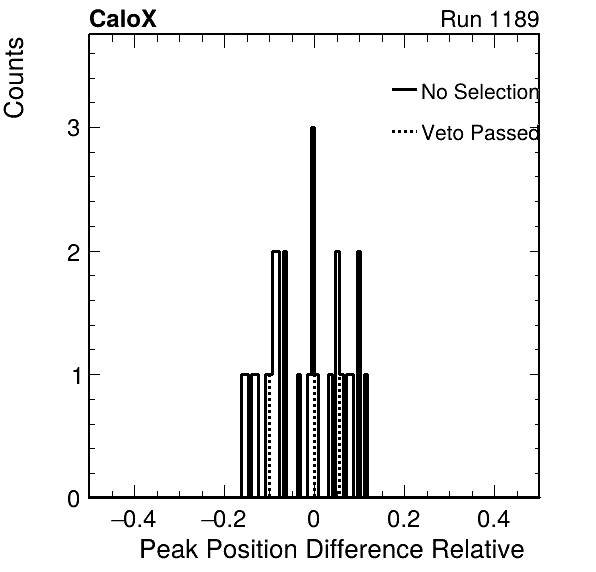 CaloX Run 1189
Counts
No Selection
Veto Passed
3
2
1
0
−0.4 −0.2 0 0.2 0.4
Peak Position Difference Relative